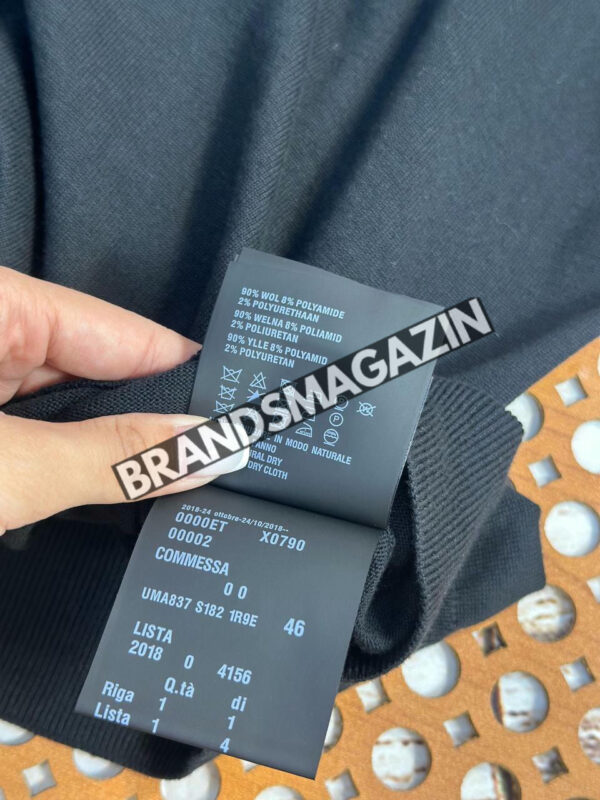 90% WOL 8% POLYAMIDE
2% POLYURETHAAN
90% WELNA 8% POLIAMID
2% POLIURETAN
90% YLLE 8% POLYAMID
2% POLYURETAN
BRANDSMAGAZIN
P
IN MODO NATURALE
DRY
DRY CLOTH
2018-24 ottobre-24/10/2018--
0000ET X0790
00002
COMMESSA
0 0
UMA837 S182 1R9E 46
LISTA
2018 0 4156
Riga Q.tà di
Lista 1 1
1 4